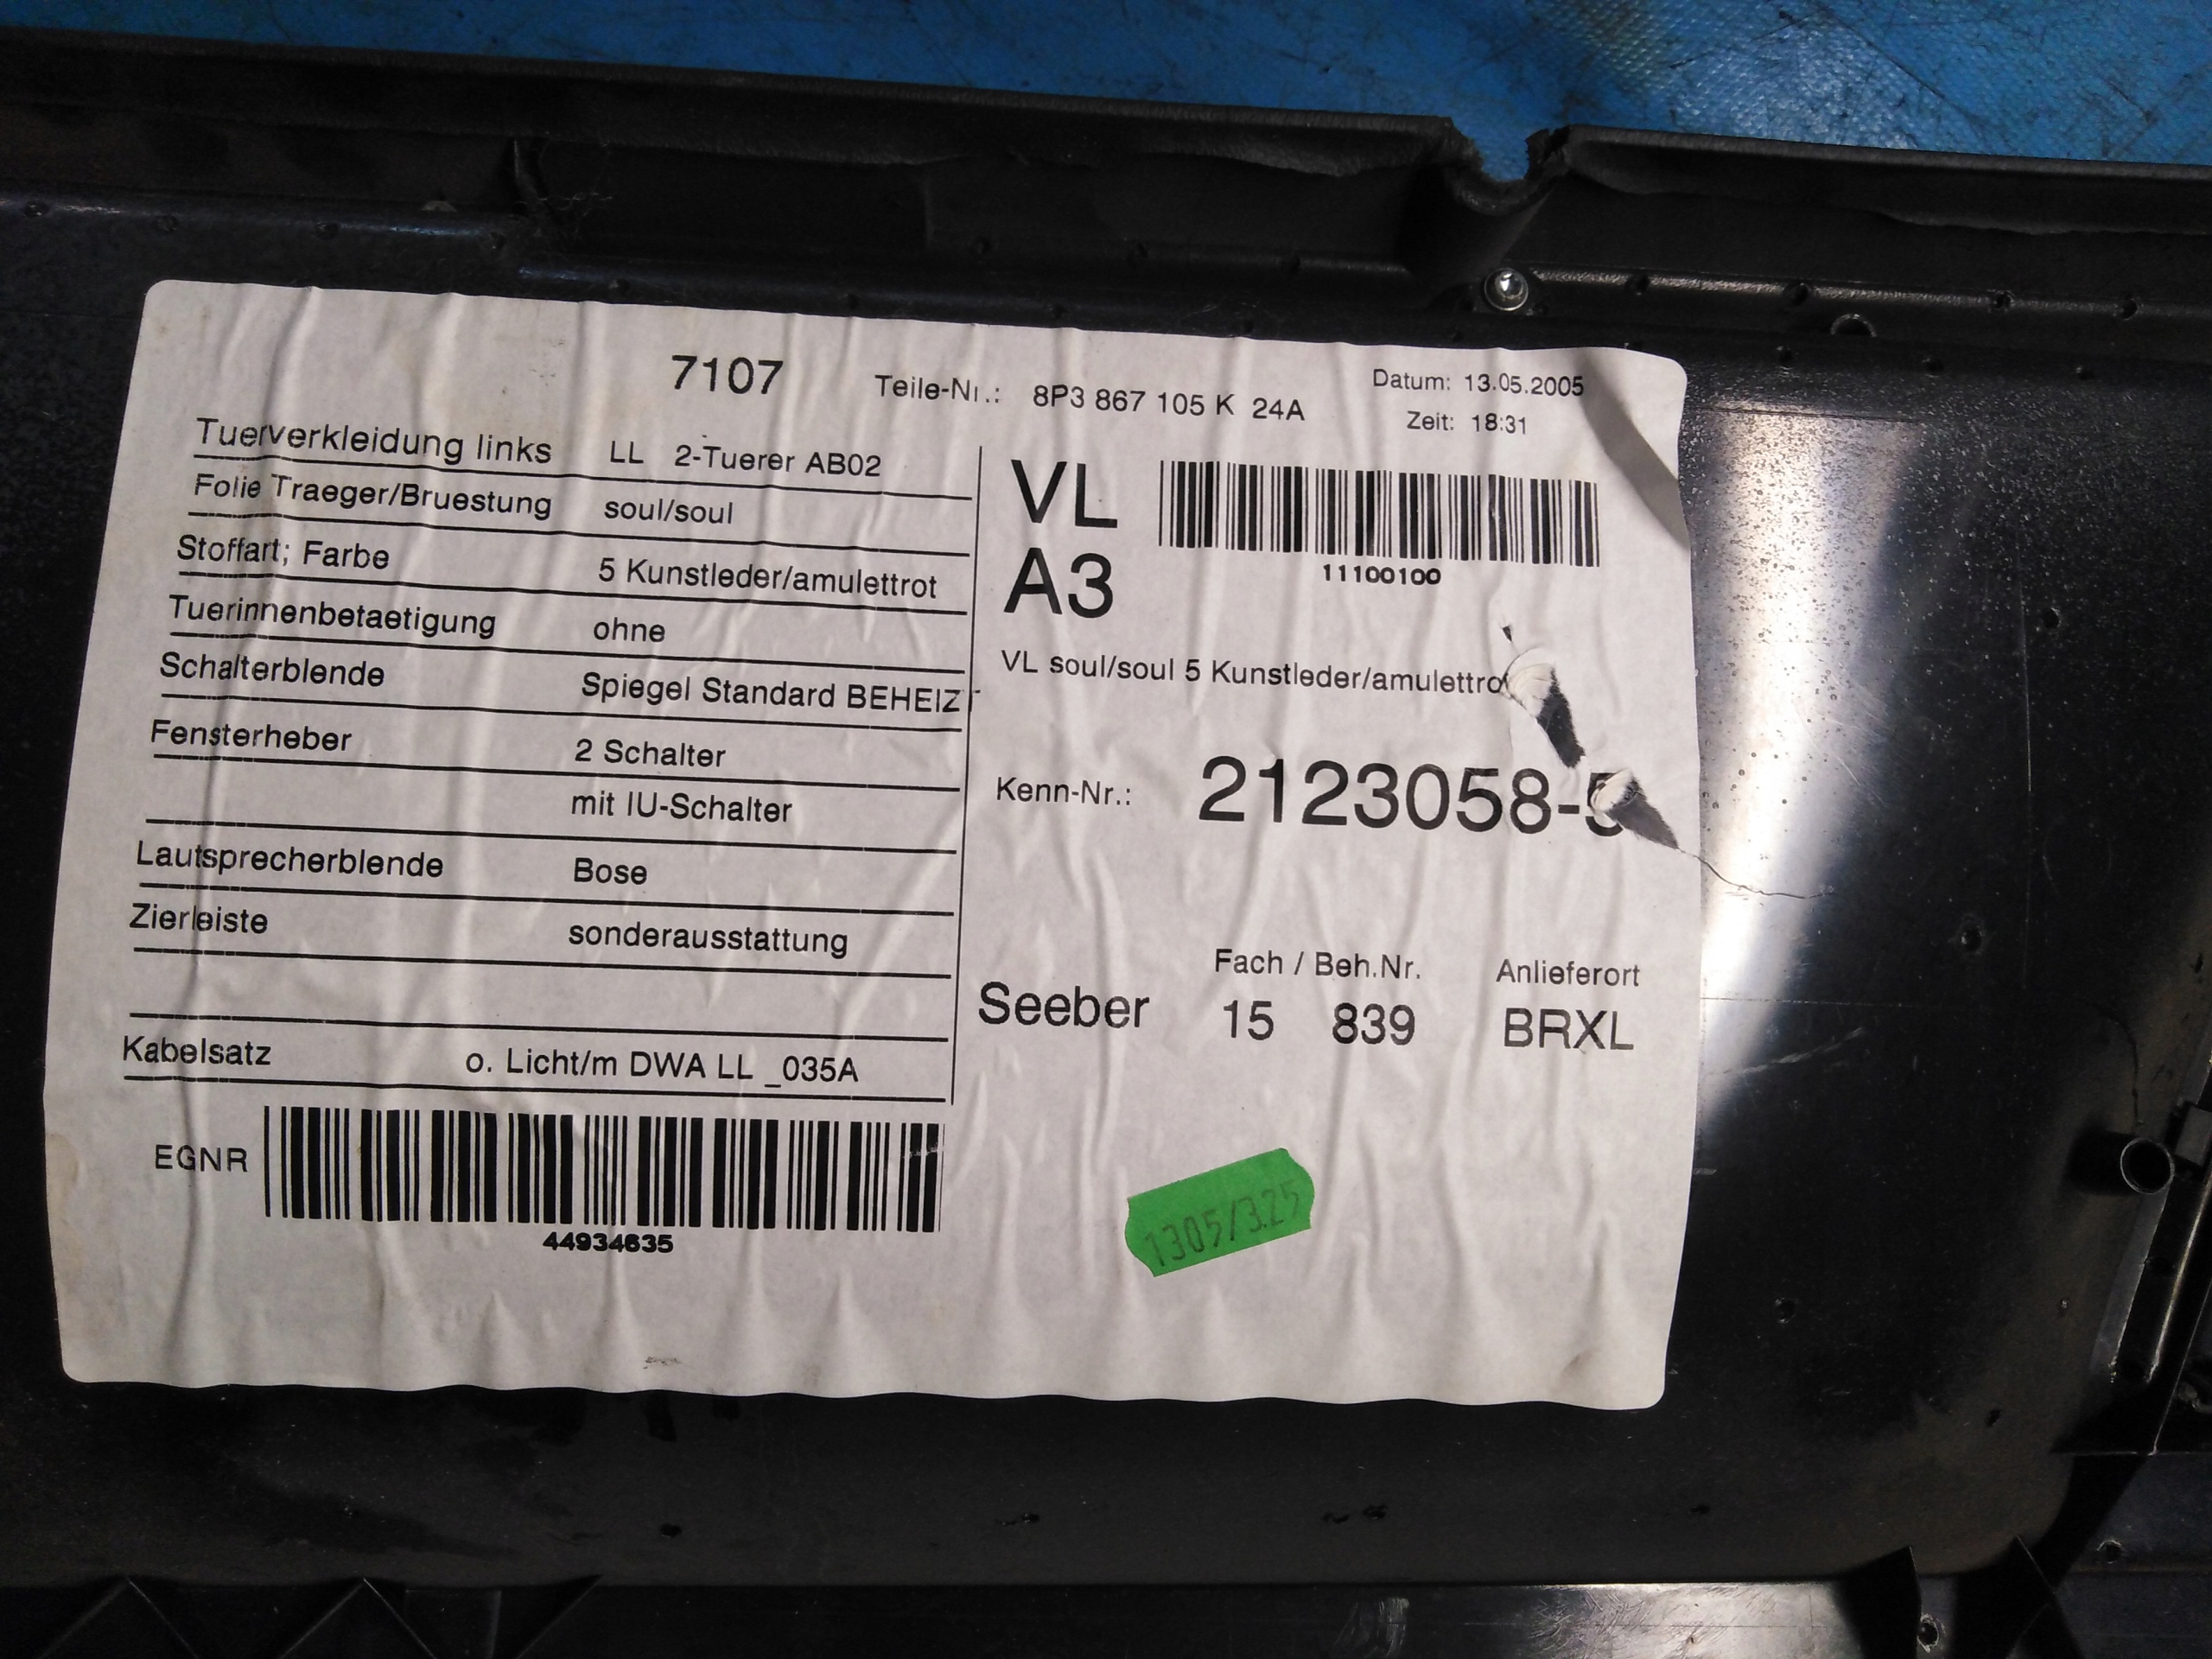 7107 Teile-Nr.: 8P3 867 105 K 24A
Datum: 13.05.2005
Zeit: 18:31
Tuerverkleidung links LL 2-Tuerer AB02
Folie Traeger/Bruestung soul/soul
Stoffart; Farbe 5 Kunstleder/amulettrot
Tuerinnenbetaetigung ohne
Schalterblende Spiegel Standard BEHEIZ
Fensterheber 2 Schalter
mit IU-Schalter
Lautsprecherblende Bose
Zierleiste sonderausstattung
Kabelsatz o. Licht/m DWA LL _035A
EGNR
44934635
VL
A3
11100100
VL soul/soul 5 Kunstleder/amulettrot
Kenn-Nr.: 2123058-
Fach / Beh.Nr. Anlieferort
Seeber 15 839 BRXL
1305/3.25